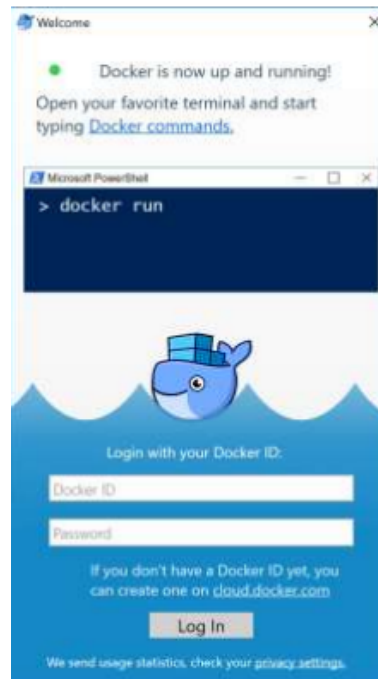 Welcome
Docker is now up and running!
Open your favorite terminal and start
typing Docker commands.
Microsoft PowerShell
> docker run
Login with your Docker ID:
Docker ID
Password
If you don't have a Docker ID yet, you
can create one on cloud.docker.com
Log In
We send usage statistics, check your privacy settings.